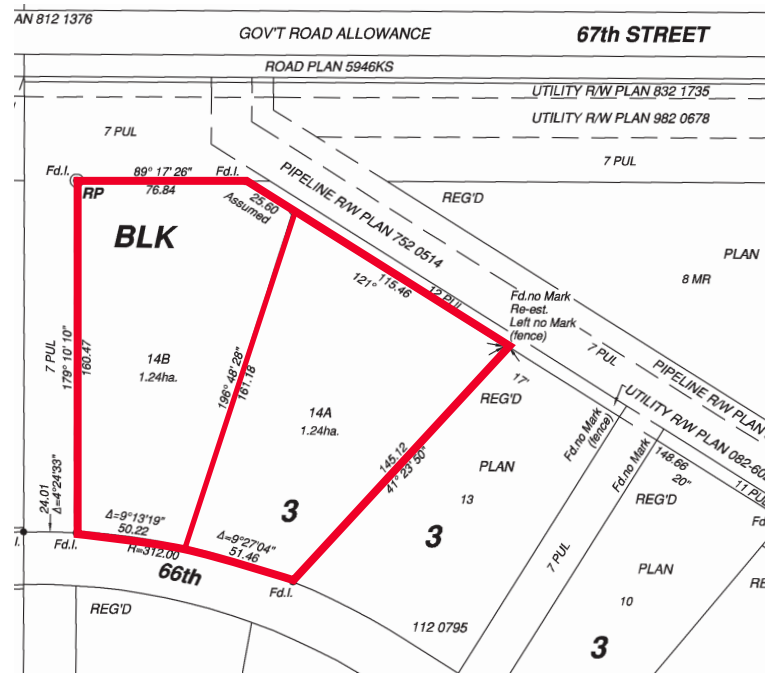 AN 812 1376
GOV'T ROAD ALLOWANCE
67th STREET
ROAD PLAN 5946KS
UTILITY R/W PLAN 832 1735
UTILITY R/W PLAN 982 0678
7 PUL
7 PUL
Fd.I.
89° 17' 26"
Fd.I.
76.84
RP
25.60
Assumed
PIPELINE R/W PLAN 752 0514
REG'D
BLK
PLAN
8 MR
121°
115.46
12 PUL
Fd.no Mark
Re-est.
Left no Mark
(fence)
7 PUL
179° 10' 10"
160.47
14B
1.24ha.
196° 48' 28"
161.18
7 PUL
PIPELINE R/W PLAN
17'
REG'D
UTILITY R/W PLAN 082-60
14A
1.24ha.
Fd.no Mark
(fence)
Fd.no Mark
145.12
41° 23' 50"
PLAN
13
148.66
20"
11 PUL
24.01
Δ=4°24'33"
REG'D
3
3
Δ=9°13'19"
50.22
R=312.00
Δ=9°27'04"
51.46
Fd.I.
I.
Fd.
66th
7 PUL
PLAN
Fd.I.
RE
10
REG'D
112 0795
3